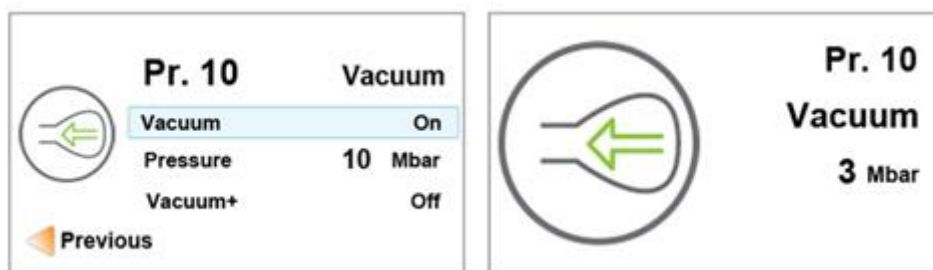 Pr. 10 Vacuum
Vacuum On
Pressure 10 Mbar
Vacuum+ Off
Previous
Pr. 10
Vacuum
3 Mbar